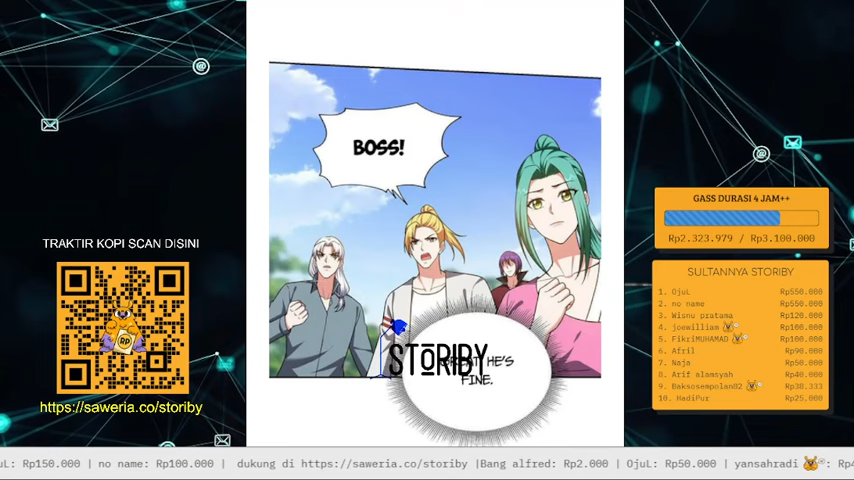 BOSS!
STORIBY
HE'S
FINE.
TRAKTIR KOPI SCAN DISINI
RP
https://saweria.co/storiby
GASS DURASI 4 JAM++
Rp2.323.979 / Rp3.100.000
SULTANNYA STORIBY
1. OjuL Rp550.000
2. no name Rp550.000
3. Wisnu pratama Rp120.000
4. joewilliam Rp100.000
5. FikriMUHAMAD Rp100.000
6. Afril Rp90.000
7. Naja Rp50.000
8. Arif alamsyah Rp40.000
9. Baksosempolan82 Rp38.333
10. HadiPur Rp25.000
juL: Rp150.000 | no name: Rp100.000 | dukung di https://saweria.co/storiby |Bang alfred: Rp2.000 | OjuL: Rp50.000 | yansahradi : Rp4